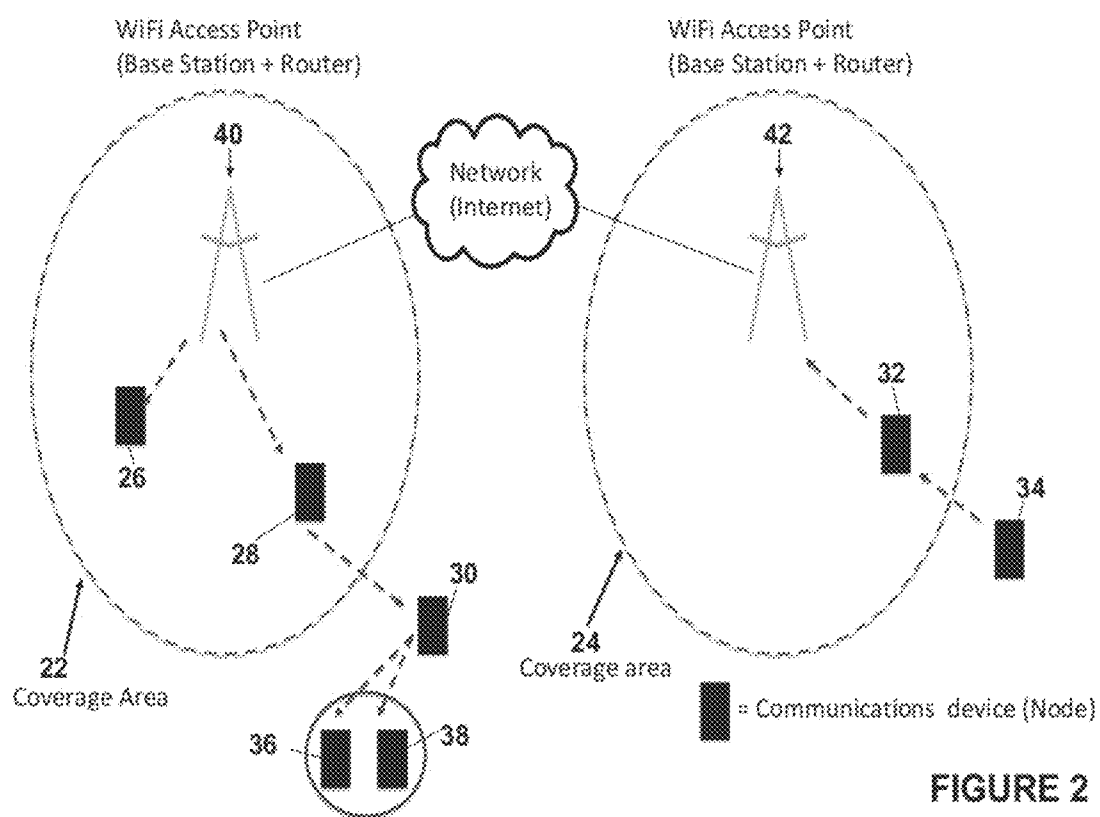 WiFi Access Point
(Base Station + Router)
WiFi Access Point
(Base Station + Router)
40
42
Network
(Internet)
26
28
30
32
34
22
Coverage Area
24
Coverage area
36
38
= Communications device (Node)
FIGURE 2